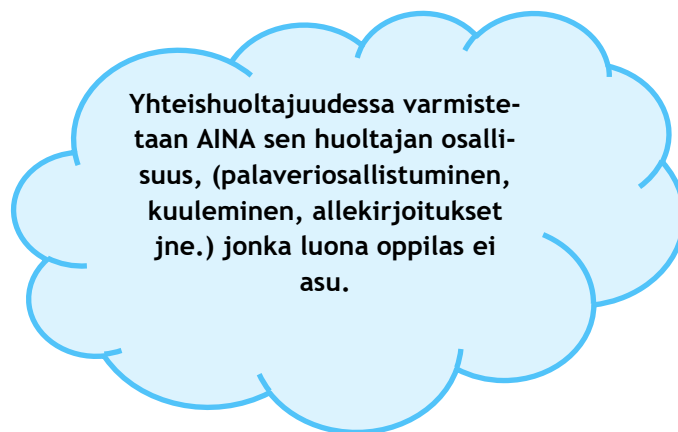 Yhteishuoltajuudessa varmiste-
taan AINA sen huoltajan osalli-
suus, (palaveriosallistuminen,
kuuleminen, allekirjoitukset
jne.) jonka luona oppilas ei
asu.